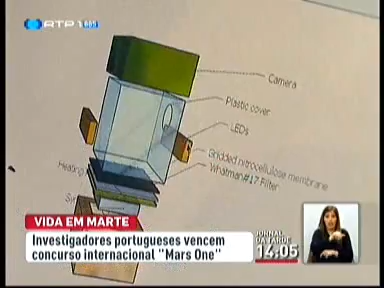 RTP1
Camera
Plastic cover
LEDs
Gridded nitrocellulose membrane
Whatman#17 Filter
Heating
VIDA EM MARTE
Investigadores portugueses vencem
concurso internacional "Mars One"
JORNAL
DA TARDE
14:05